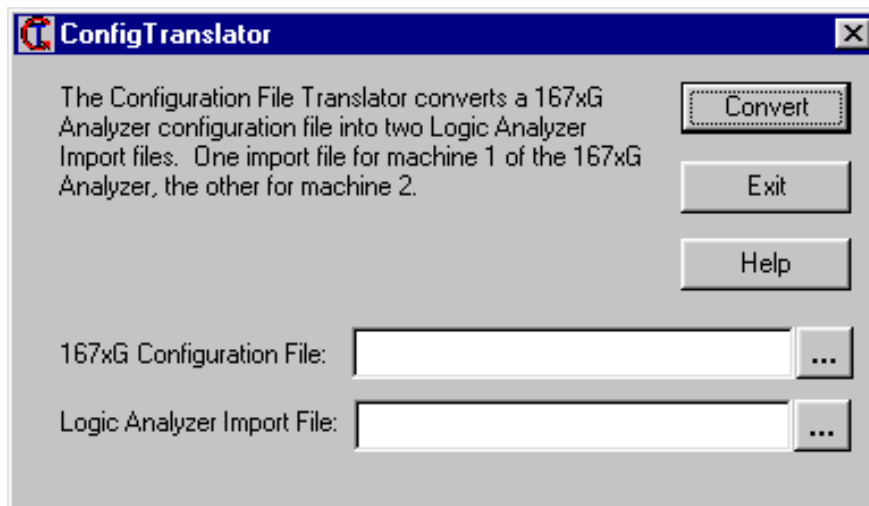 ConfigTranslator
The Configuration File Translator converts a 167xG
Analyzer configuration file into two Logic Analyzer
Import files.  One import file for machine 1 of the 167xG
Analyzer, the other for machine 2.
Convert
Exit
Help
167xG Configuration File:
...
Logic Analyzer Import File:
...